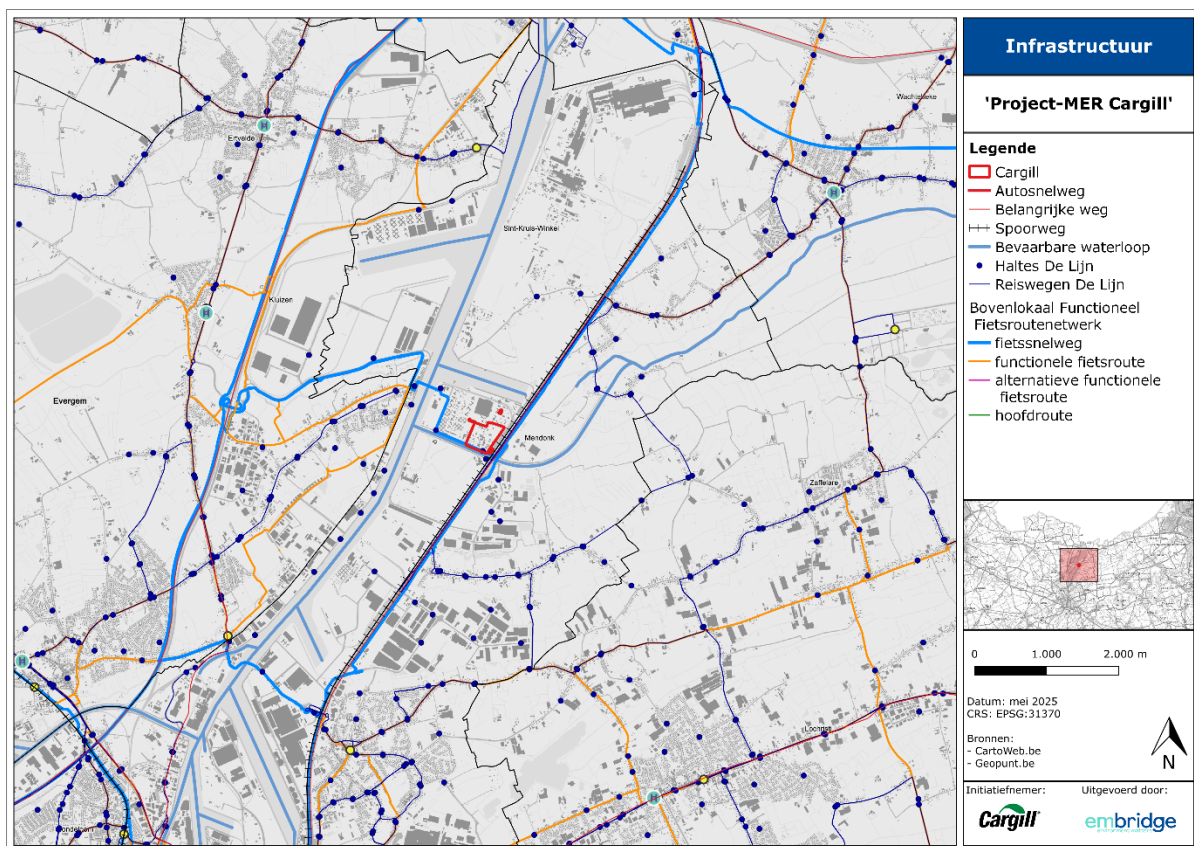 Infrastructuur
'Project-MER Cargill'
Legende
Cargill
Autosnelweg
Belangrijke weg
Spoorweg
Bevaarbare waterloop
Haltes De Lijn
Reiswegen De Lijn
Bovenlokaal Functioneel
Fietsroutenetwerk
fietssnelweg
functionele fietsroute
alternatieve functionele
fietsroute
hoofdroute
0 1.000 2.000 m
Datum: mei 2025
CRS: EPSG:31370
Bronnen:
- CartoWeb.be
- Geopunt.be
N
Initiatiefnemer: Uitgevoerd door:
Cargill
embridge
Wachtebeke
Ertvelde
H
H
Sint-Kruis-Winkel
Kluizen
H
Evergem
Mendonk
Zaffelare
H
Lochristi
H